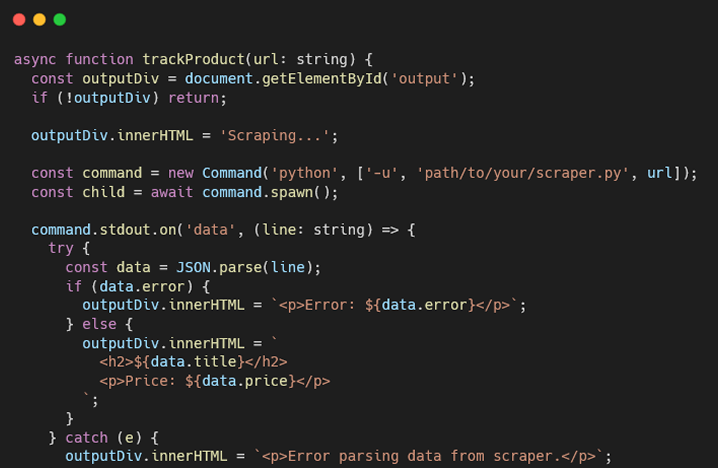 async function trackProduct(url: string) {
  const outputDiv = document.getElementById('output');
  if (!outputDiv) return;

  outputDiv.innerHTML = 'Scraping...';

  const command = new Command('python', ['-u', 'path/to/your/scraper.py', url]);
  const child = await command.spawn();

  command.stdout.on('data', (line: string) => {
    try {
      const data = JSON.parse(line);
      if (data.error) {
        outputDiv.innerHTML = `<p>Error: ${data.error}</p>`;
      } else {
        outputDiv.innerHTML = `
          <h2>${data.title}</h2>
          <p>Price: ${data.price}</p>
        `;
      }
    } catch (e) {
      outputDiv.innerHTML = `<p>Error parsing data from scraper.</p>`;